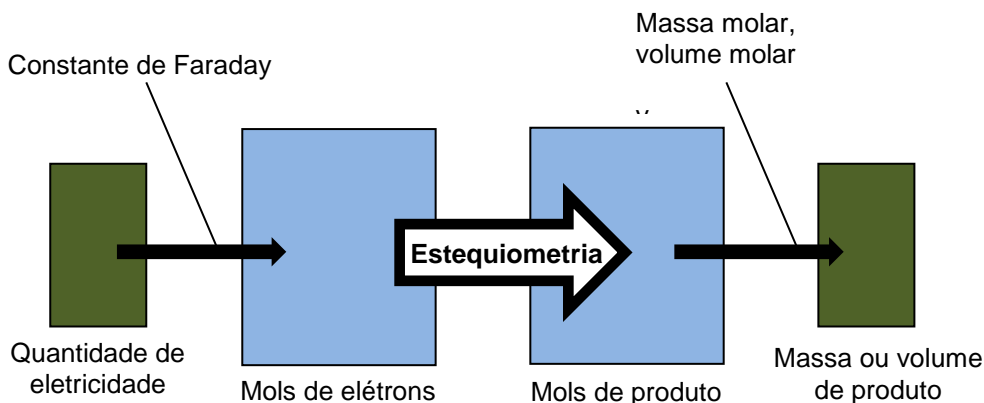 Massa molar,
volume molar
Constante de Faraday
Estequiometria
Quantidade de
eletricidade
Mols de elétrons
Mols de produto
Massa ou volume
de produto